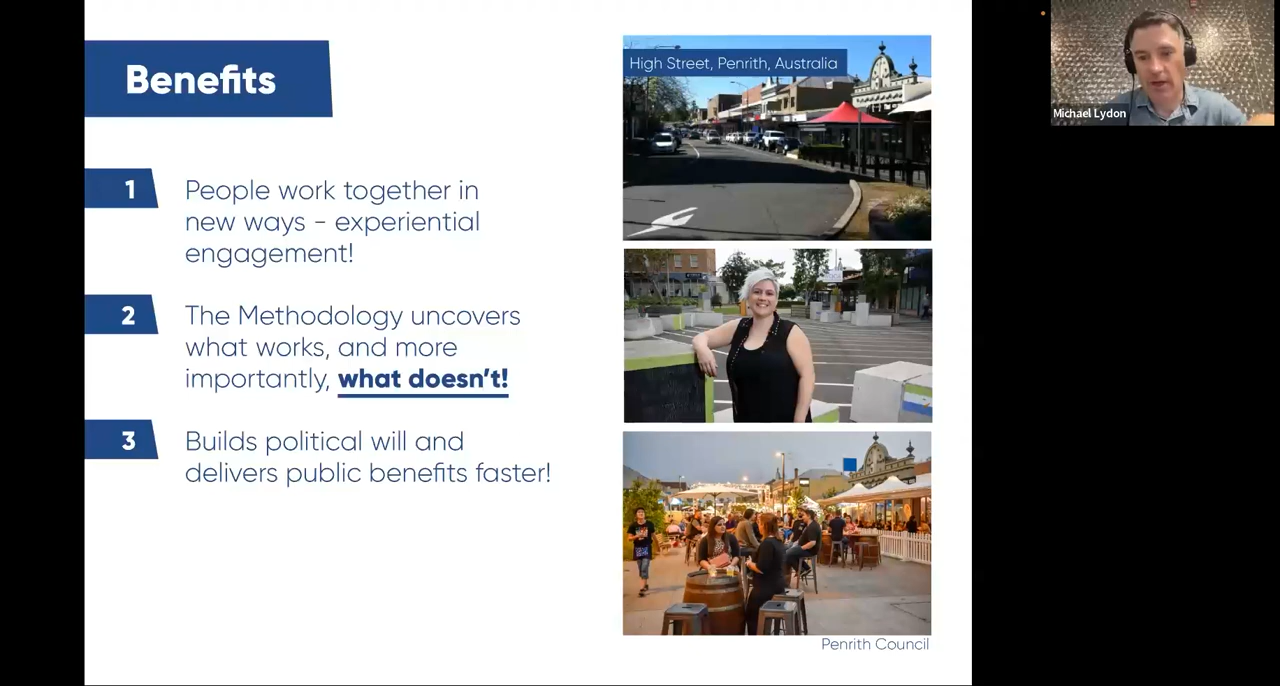 Benefits
1
People work together in
new ways - experiential
engagement!
2
The Methodology uncovers
what works, and more
importantly, what doesn't!
3
Builds political will and
delivers public benefits faster!
High Street, Penrith, Australia
Penrith Council
Michael Lydon